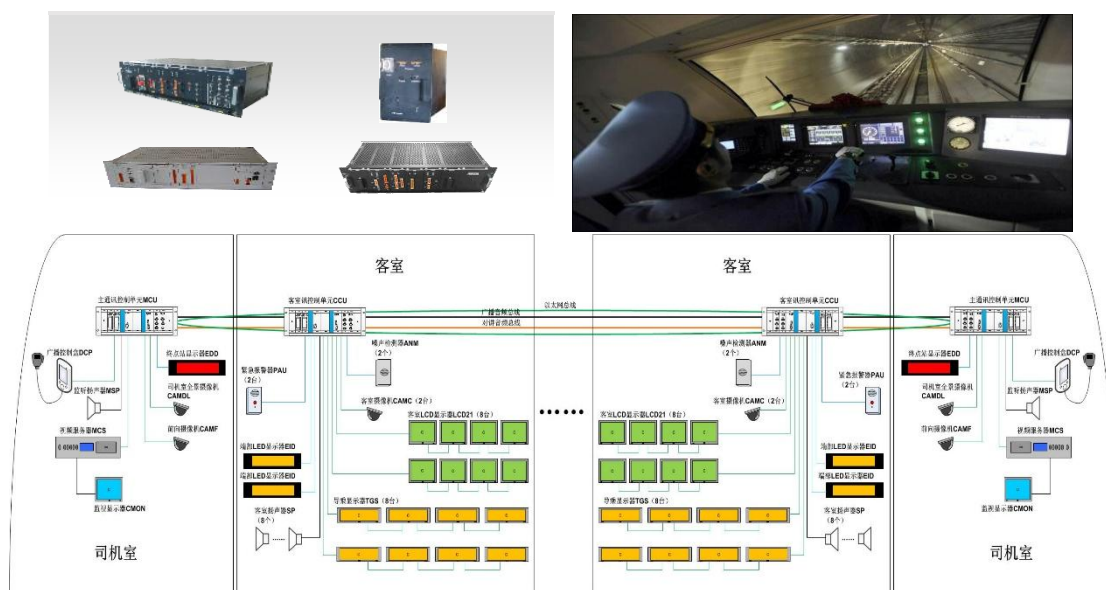 客室
客室
主通讯控制单元MCU
客室讯控制单元CCU
以太网总线
广播音频总线
对讲音频总线
客室讯控制单元CCU
主通讯控制单元MCU
广播控制盒DCP
终点站显示器EDD
噪声检测器ANM
（2个）
噪声检测器ANM
（2个）
终点站显示器EDD
广播控制盒DCP
监听扬声器MSP
司机室全景摄像机
CAMDL
紧急报警器PAU
（2台）
客室摄像机CAMC（2台）
客室摄像机CAMC（2台）
紧急报警器PAU
（2台）
司机室全景摄像机
CAMDL
监听扬声器MSP
客室LCD显示器LCD21（8台）
客室LCD显示器LCD21（8台）
视频服务器MCS
前向摄像机CAMF
前向摄像机CAMF
视频服务器MCS
端部LED显示器EID
端部LED显示器EID
端部LED显示器EID
端部LED显示器EID
监视显示器CMON
导乘显示器TGS（8台）
导乘显示器TGS（8台）
监视显示器CMON
客室扬声器SP
（8个）
客室扬声器SP
（8个）
司机室
司机室